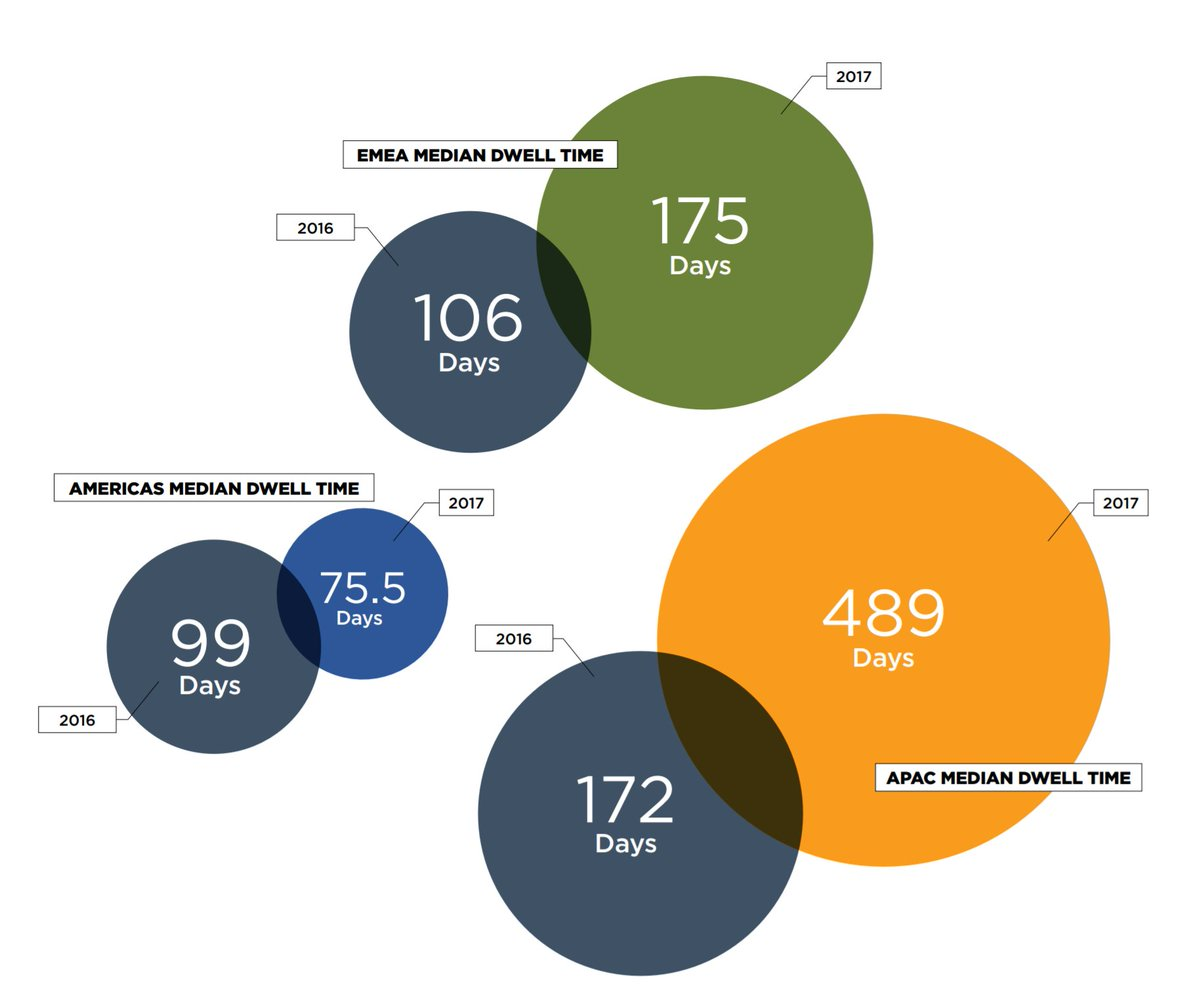 2017
EMEA MEDIAN DWELL TIME
2016
175
Days
106
Days
AMERICAS MEDIAN DWELL TIME
2017
75.5
Days
99
Days
2016
2017
489
Days
2016
172
Days
APAC MEDIAN DWELL TIME